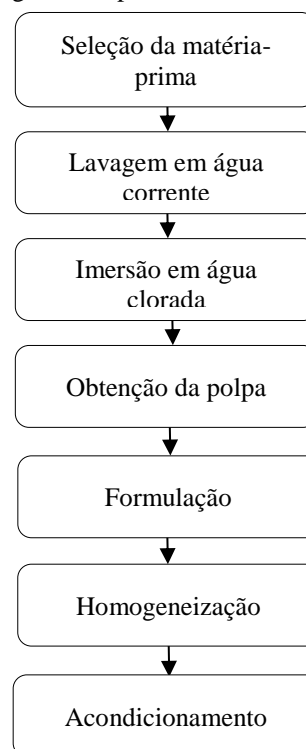 Seleção da matéria-
prima
Lavagem em água
corrente
Imersão em água
clorada
Obtenção da polpa
Formulação
Homogeneização
Acondicionamento